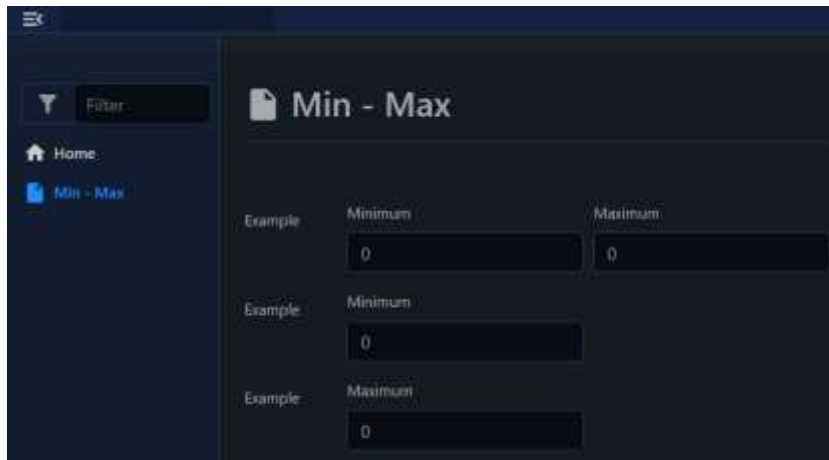 Filter
Home
Min - Max
Min - Max
Example Minimum Maximum
0 0
Example Minimum
0
Example Maximum
0